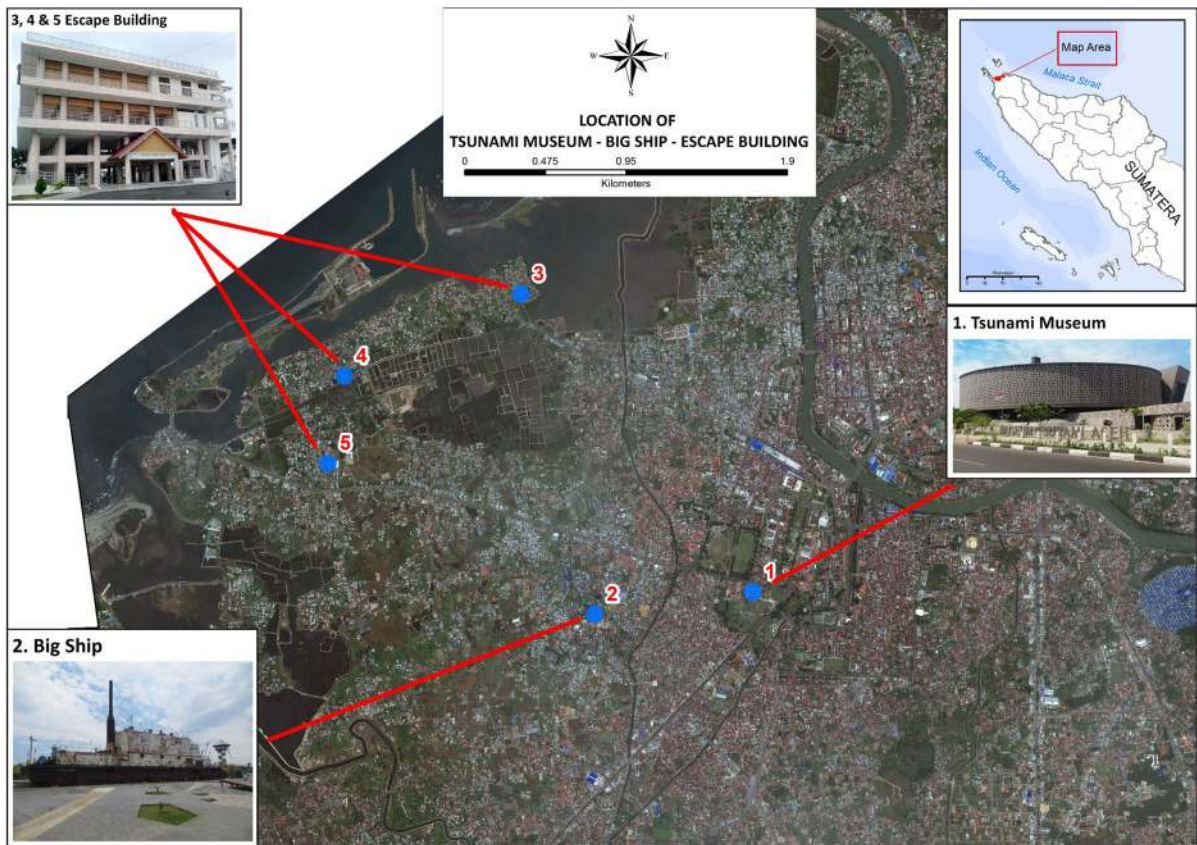 3, 4 & 5 Escape Building
N
W E
S
LOCATION OF
TSUNAMI MUSEUM - BIG SHIP - ESCAPE BUILDING
0 0.475 0.95 1.9
Kilometers
Map Area
Malaca Strait
Indian Ocean
SUMATERA
Kilometers
1. Tsunami Museum
3
4
5
1
2
2. Big Ship